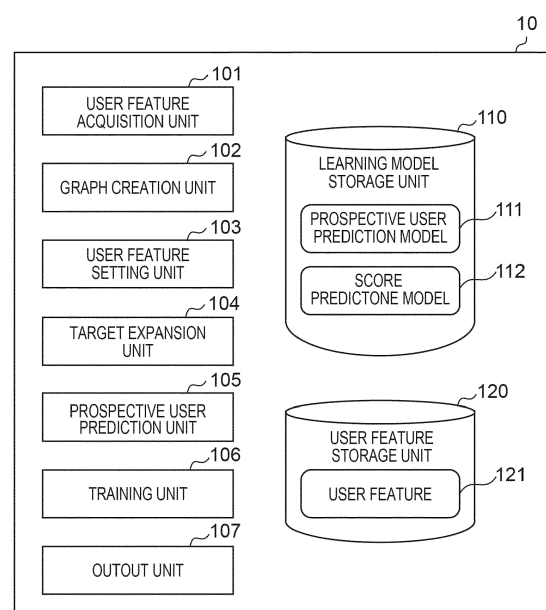 10
101
USER FEATURE
ACQUISITION UNIT
102
GRAPH CREATION UNIT
103
USER FEATURE
SETTING UNIT
104
TARGET EXPANSION
UNIT
105
PROSPECTIVE USER
PREDICTION UNIT
106
TRAINING UNIT
107
OUTOUT UNIT
110
LEARNING MODEL
STORAGE UNIT
PROSPECTIVE USER
PREDICTION MODEL
111
SCORE
PREDICTONE MODEL
112
120
USER FEATURE
STORAGE UNIT
USER FEATURE
121